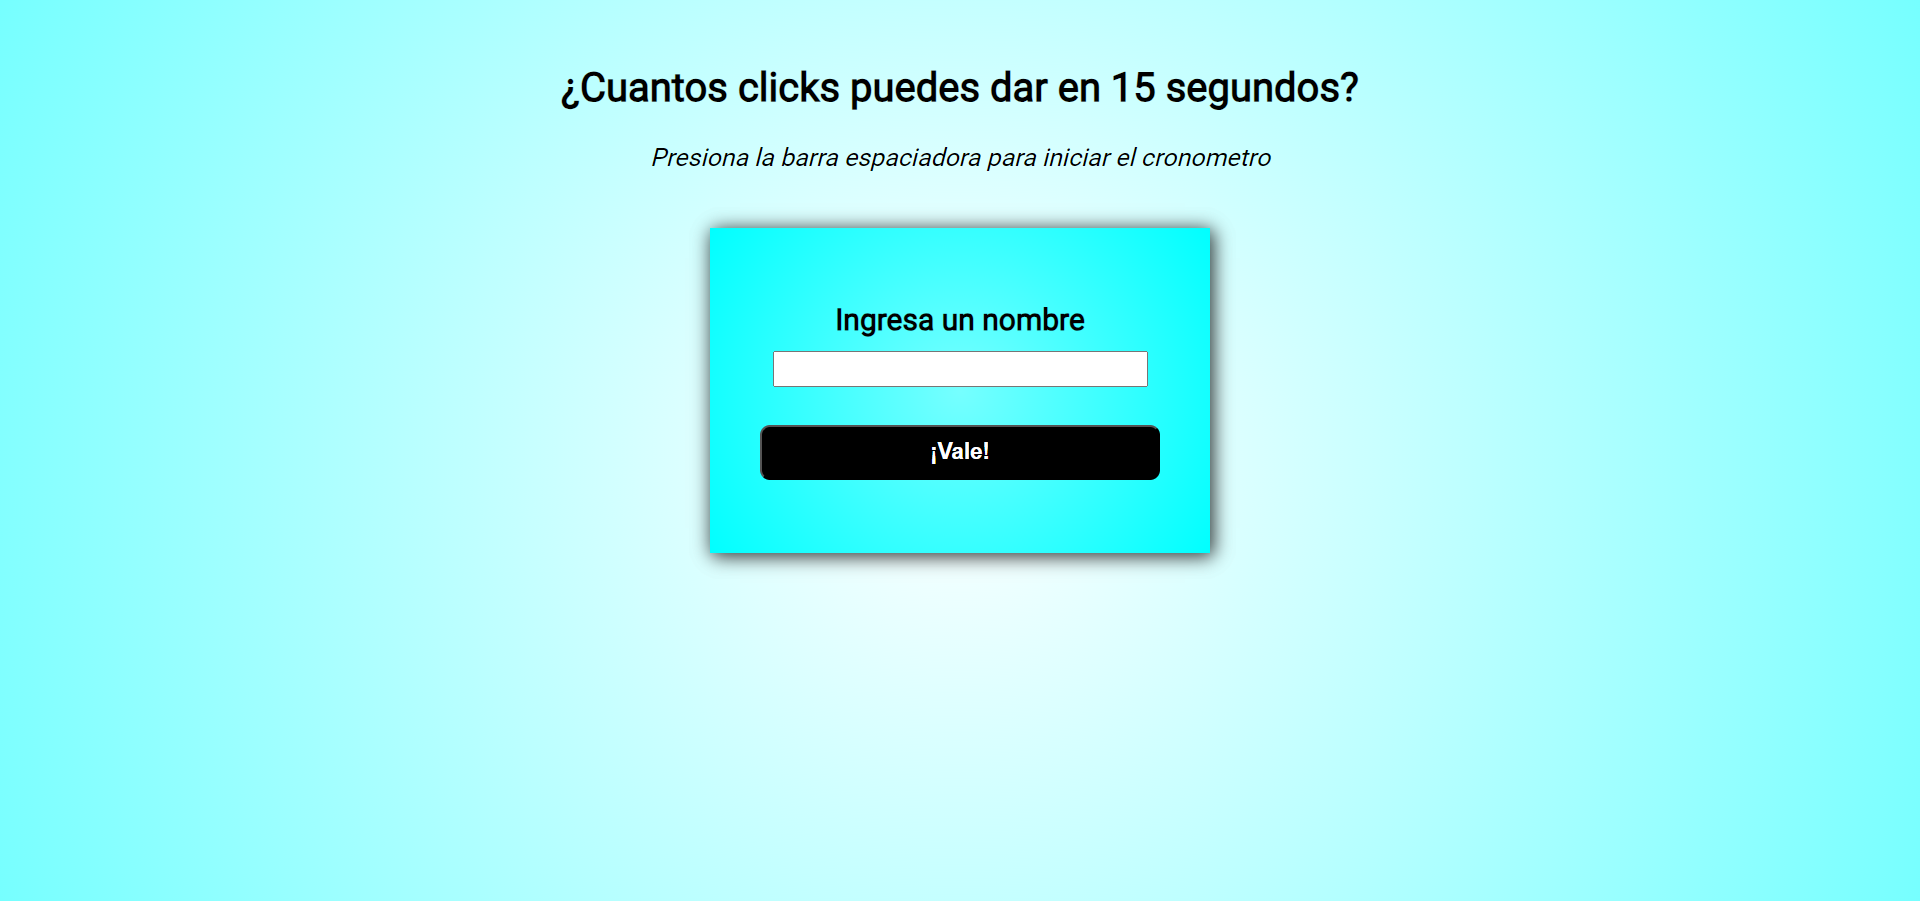 ¿Cuantos clicks puedes dar en 15 segundos?
Presiona la barra espaciadora para iniciar el cronometro
Ingresa un nombre
¡Vale!